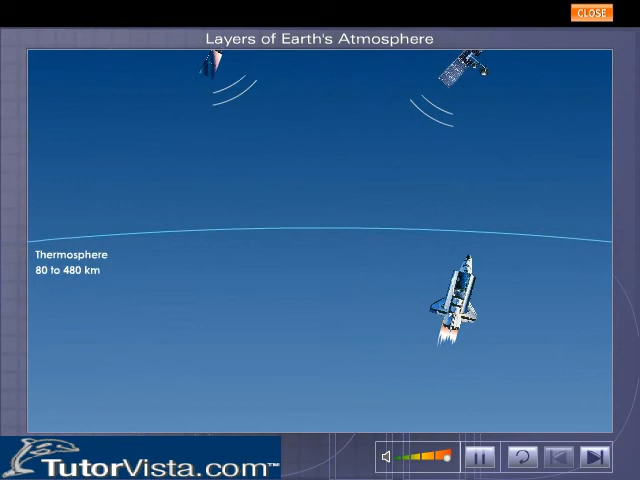 CLOSE
Layers of Earth's Atmosphere
Thermosphere
80 to 480 km
TutorVista.com™